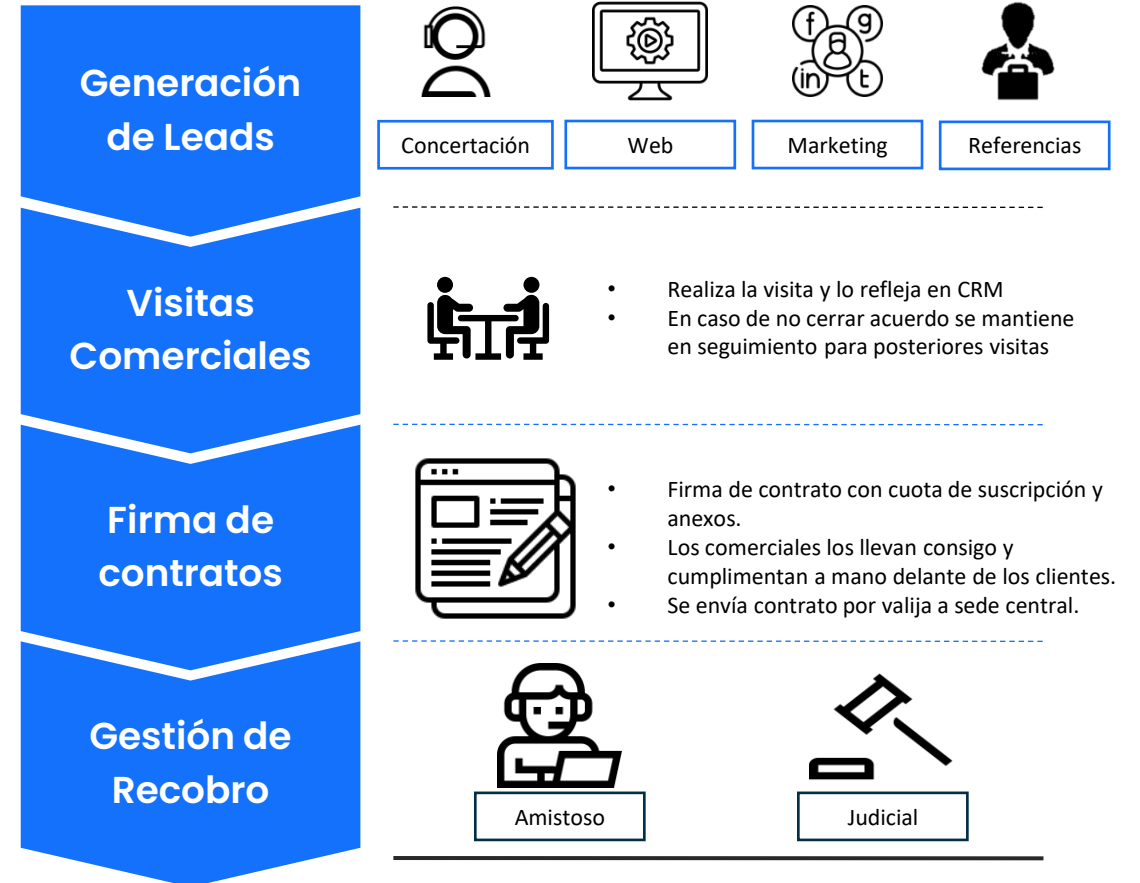 Generación
de Leads
f g
in t
Concertación
Web
Marketing
Referencias
Visitas
Comerciales
• Realiza la visita y lo refleja en CRM
• En caso de no cerrar acuerdo se mantiene
en seguimiento para posteriores visitas
Firma de
contratos
• Firma de contrato con cuota de suscripción y
anexos.
• Los comerciales los llevan consigo y
cumplimentan a mano delante de los clientes.
• Se envía contrato por valija a sede central.
Gestión de
Recobro
Amistoso
Judicial